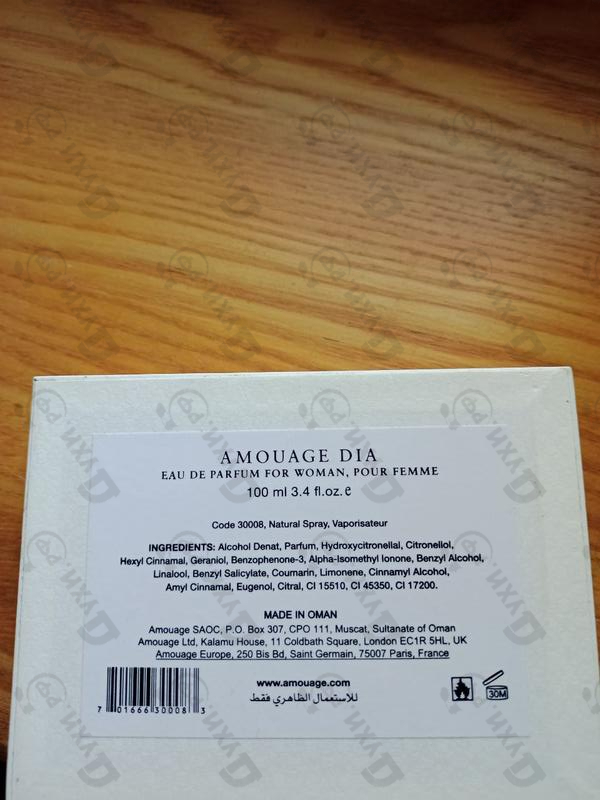 AMOUAGE DIA
EAU DE PARFUM FOR WOMAN, POUR FEMME
100 ml 3.4 fl.oz.℮
Code 30008, Natural Spray, Vaporisateur
INGREDIENTS: Alcohol Denat, Parfum, Hydroxycitronellal, Citronellol,
Hexyl Cinnamal, Geraniol, Benzophenone-3, Alpha-Isomethyl Ionone, Benzyl Alcohol,
Linalool, Benzyl Salicylate, Coumarin, Limonene, Cinnamyl Alcohol,
Amyl Cinnamal, Eugenol, Citral, CI 15510, CI 45350, CI 17200.
MADE IN OMAN
Amouage SAOC, P.O. Box 307, CPO 111, Muscat, Sultanate of Oman
Amouage Ltd, Kalamu House, 11 Coldbath Square, London EC1R 5HL, UK
Amouage Europe, 250 Bis Bd, Saint Germain, 75007 Paris, France
www.amouage.com
للاستعمال الظاهري فقط
7 01666 30008 3
30M
Дyxи.рф